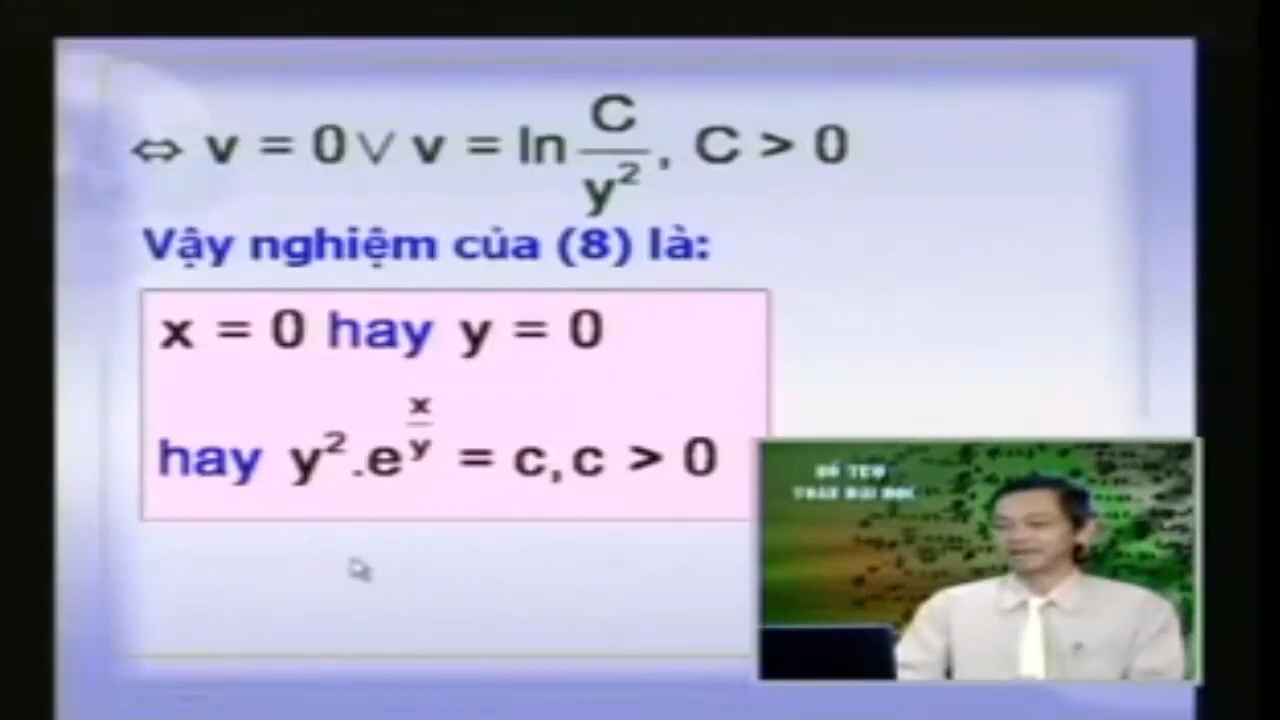 ⇔ v = 0 ∨ v = ln C/y², C > 0
Vậy nghiệm của (8) là:
x = 0 hay y = 0
hay y².e^(x/y) = c, c > 0